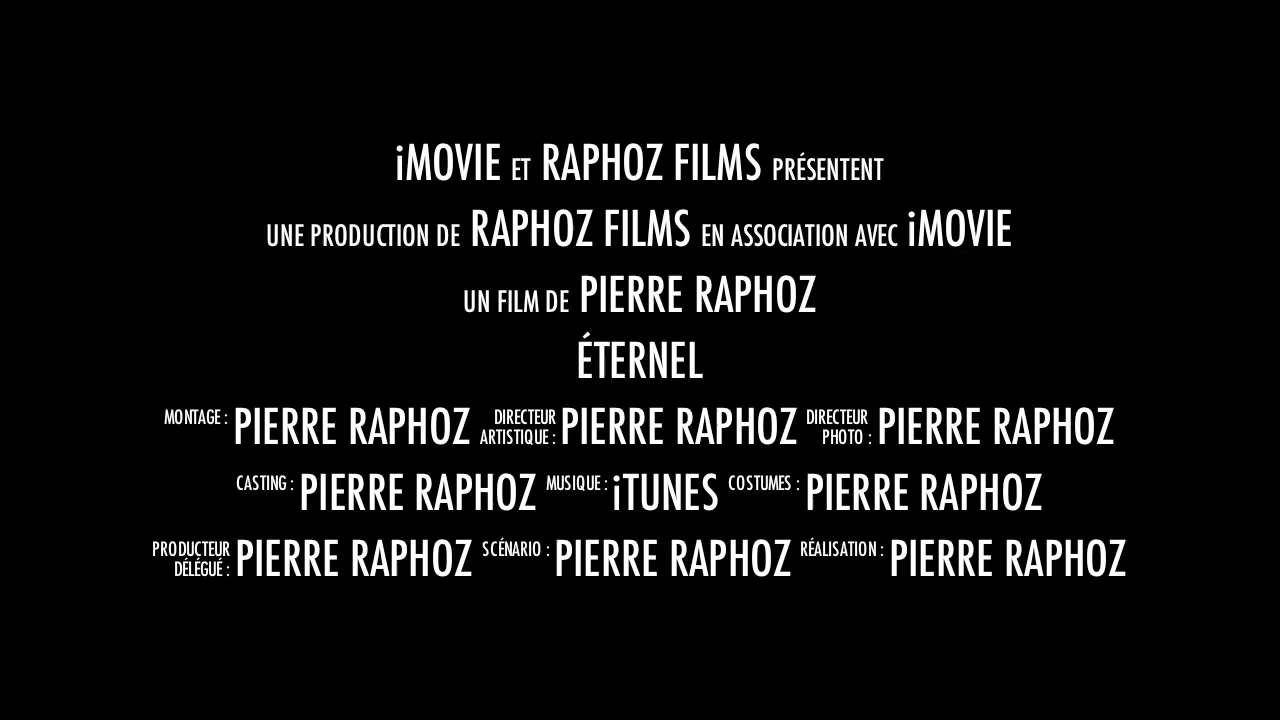 iMOVIE ET RAPHOZ FILMS PRÉSENTENT
UNE PRODUCTION DE RAPHOZ FILMS EN ASSOCIATION AVEC iMOVIE
UN FILM DE PIERRE RAPHOZ
ÉTERNEL
MONTAGE : PIERRE RAPHOZ DIRECTEUR ARTISTIQUE : PIERRE RAPHOZ DIRECTEUR PHOTO : PIERRE RAPHOZ
CASTING : PIERRE RAPHOZ MUSIQUE : iTUNES COSTUMES : PIERRE RAPHOZ
PRODUCTEUR DÉLÉGUÉ : PIERRE RAPHOZ SCÉNARIO : PIERRE RAPHOZ RÉALISATION : PIERRE RAPHOZ